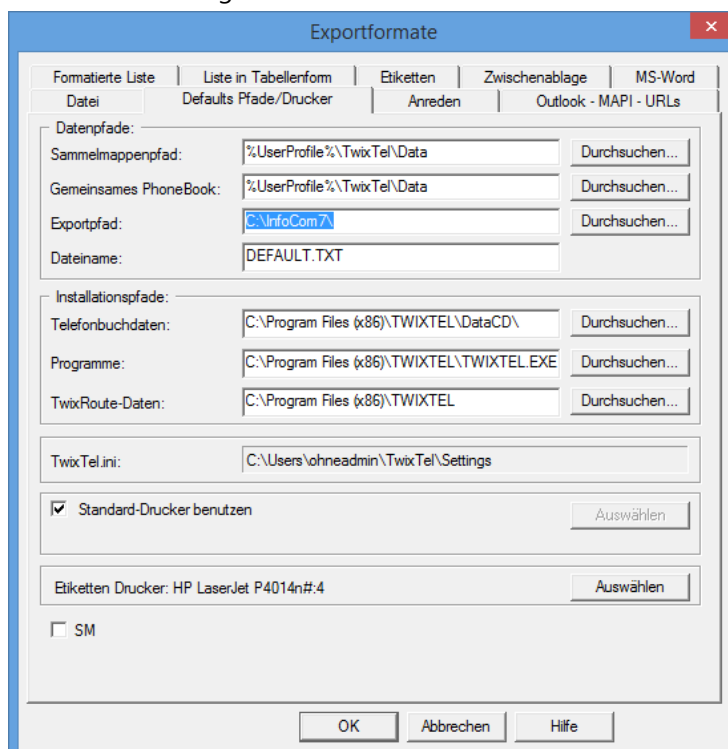 Exportformate
Formatierte Liste Liste in Tabellenform Etiketten Zwischenablage MS-Word
Datei Defaults Pfade/Drucker Anreden Outlook - MAPI - URLs
Datenpfade:
Sammelmappenpfad: %UserProfile%\TwixTel\Data Durchsuchen...
Gemeinsames PhoneBook: %UserProfile%\TwixTel\Data Durchsuchen...
Exportpfad: C:\InfoCom7\ Durchsuchen...
Dateiname: DEFAULT.TXT
Installationspfade:
Telefonbuchdaten: C:\Program Files (x86)\TWIXTEL\DataCD\ Durchsuchen...
Programme: C:\Program Files (x86)\TWIXTEL\TWIXTEL.EXE Durchsuchen...
TwixRoute-Daten: C:\Program Files (x86)\TWIXTEL Durchsuchen...
TwixTel.ini: C:\Users\ohneadmin\TwixTel\Settings
Standard-Drucker benutzen Auswählen
Etiketten Drucker: HP LaserJet P4014n#:4 Auswählen
SM
OK Abbrechen Hilfe